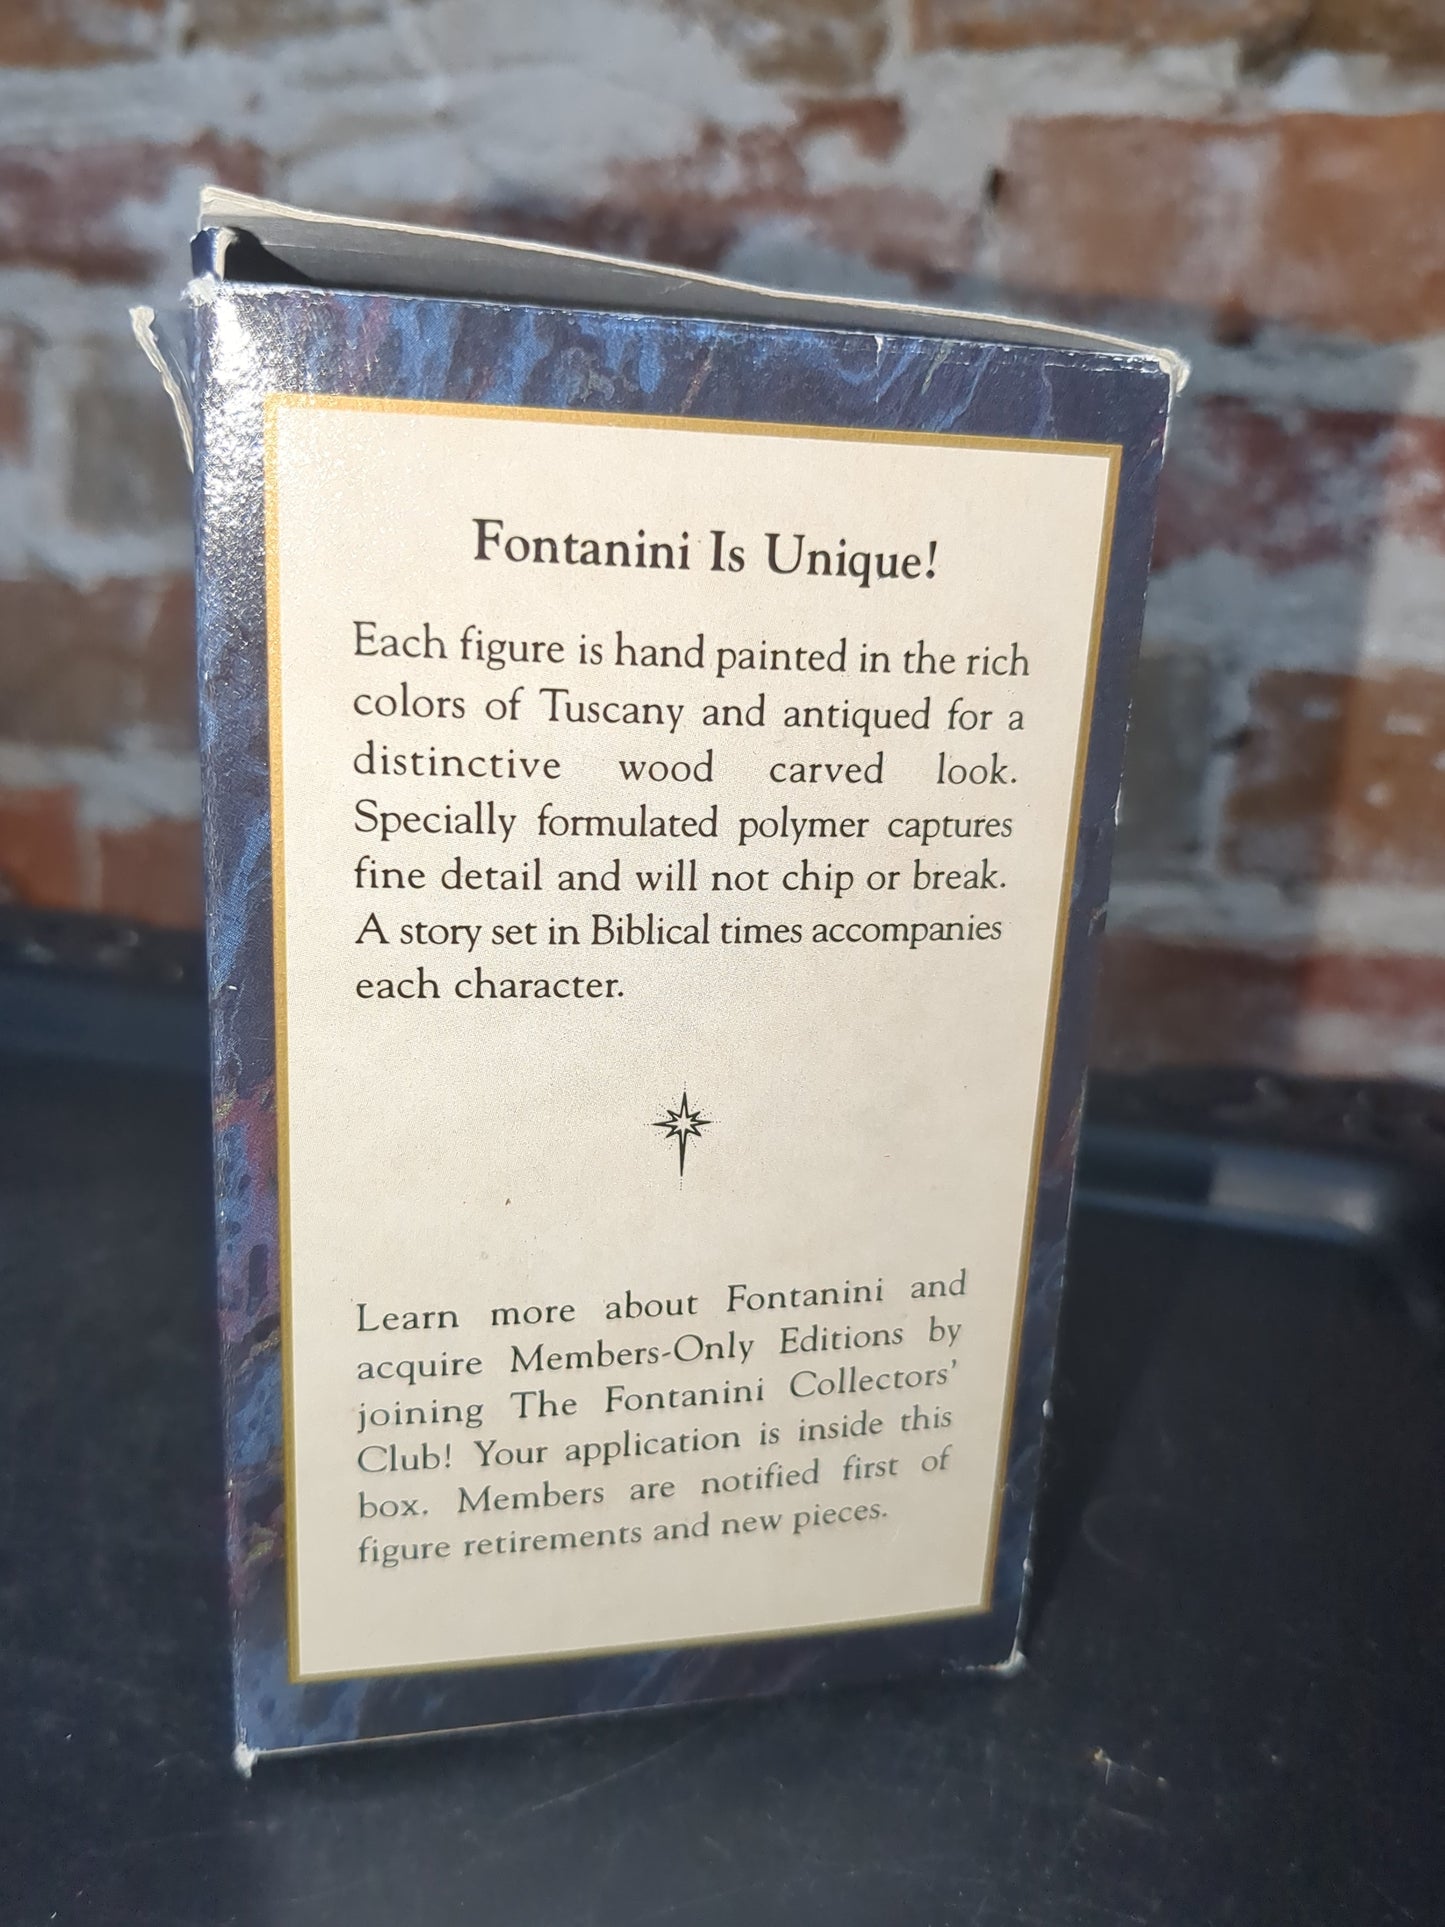 Fontanini Is Unique!
Each figure is hand painted in the rich
colors of Tuscany and antiqued for a
distinctive wood carved look.
Specially formulated polymer captures
fine detail and will not chip or break.
A story set in Biblical times accompanies
each character.
Learn more about Fontanini and
acquire Members-Only Editions by
joining The Fontanini Collectors'
Club! Your application is inside this
box. Members are notified first of
figure retirements and new pieces.